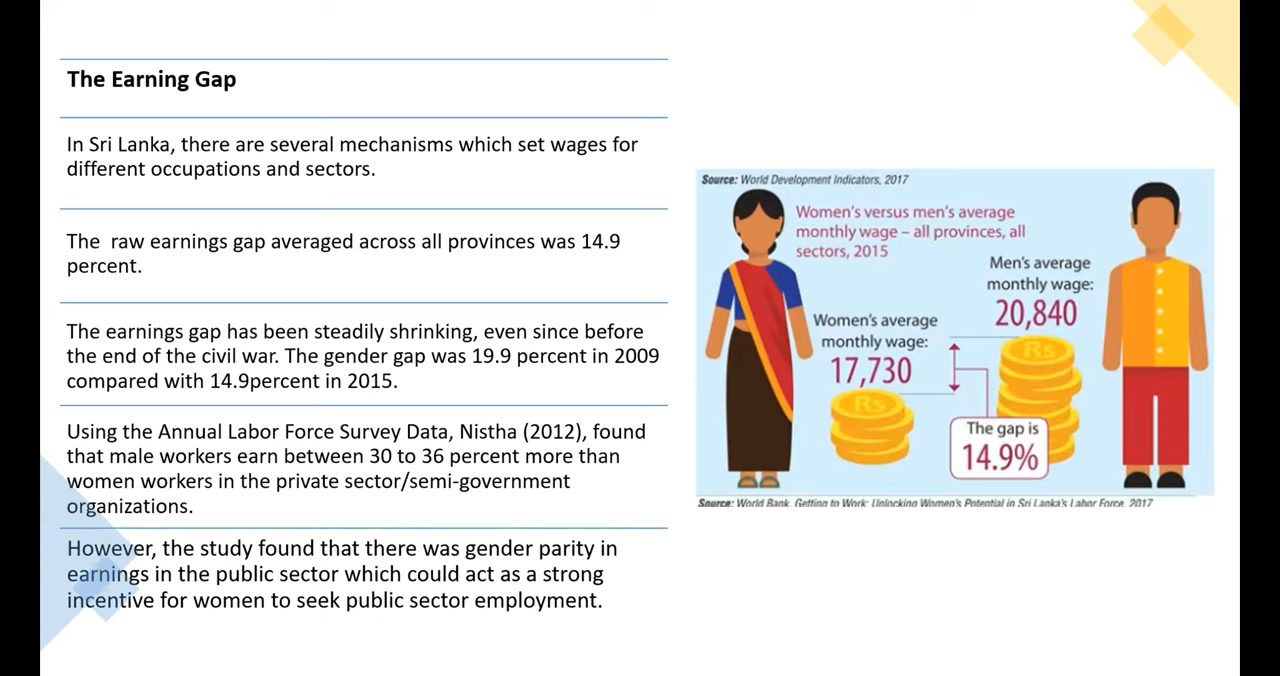 The Earning Gap
In Sri Lanka, there are several mechanisms which set wages for
different occupations and sectors.
The raw earnings gap averaged across all provinces was 14.9
percent.
The earnings gap has been steadily shrinking, even since before
the end of the civil war. The gender gap was 19.9 percent in 2009
compared with 14.9percent in 2015.
Using the Annual Labor Force Survey Data, Nistha (2012), found
that male workers earn between 30 to 36 percent more than
women workers in the private sector/semi-government
organizations.
However, the study found that there was gender parity in
earnings in the public sector which could act as a strong
incentive for women to seek public sector employment.
Source: World Development Indicators, 2017
Women's versus men's average
monthly wage – all provinces, all
sectors, 2015
Men's average
monthly wage:
20,840
Women's average
monthly wage:
17,730
Rs
Rs
The gap is
14.9%
Source: World Bank, Getting to Work: Unlocking Women's Potential in Sri Lanka's Labor Force, 2017